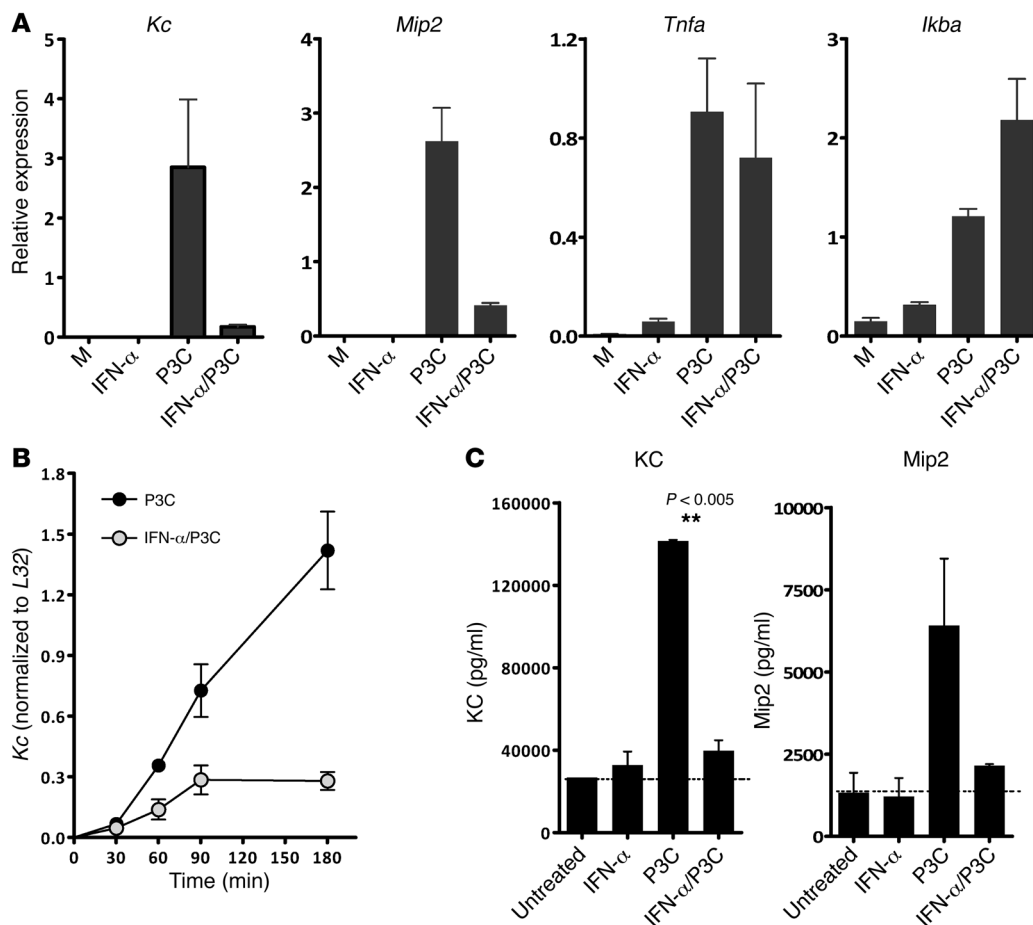 A
Kc
Mip2
Tnfa
Ikba
Relative expression
5
4
3
2
1
0
M
IFN-α
P3C
IFN-α/P3C
4
3
2
1
0
M
IFN-α
P3C
IFN-α/P3C
1.2
0.8
0.4
0.0
M
IFN-α
P3C
IFN-α/P3C
3
2
1
0
M
IFN-α
P3C
IFN-α/P3C
B
Kc (normalized to L32)
1.8
1.5
1.2
0.9
0.6
0.3
0.0
P3C
IFN-α/P3C
0 30 60 90 120 150 180
Time (min)
C
KC
KC (pg/ml)
160000
120000
80000
40000
0
P < 0.005
**
Untreated
IFN-α
P3C
IFN-α/P3C
Mip2
Mip2 (pg/ml)
10000
7500
5000
2500
0
Untreated
IFN-α
P3C
IFN-α/P3C